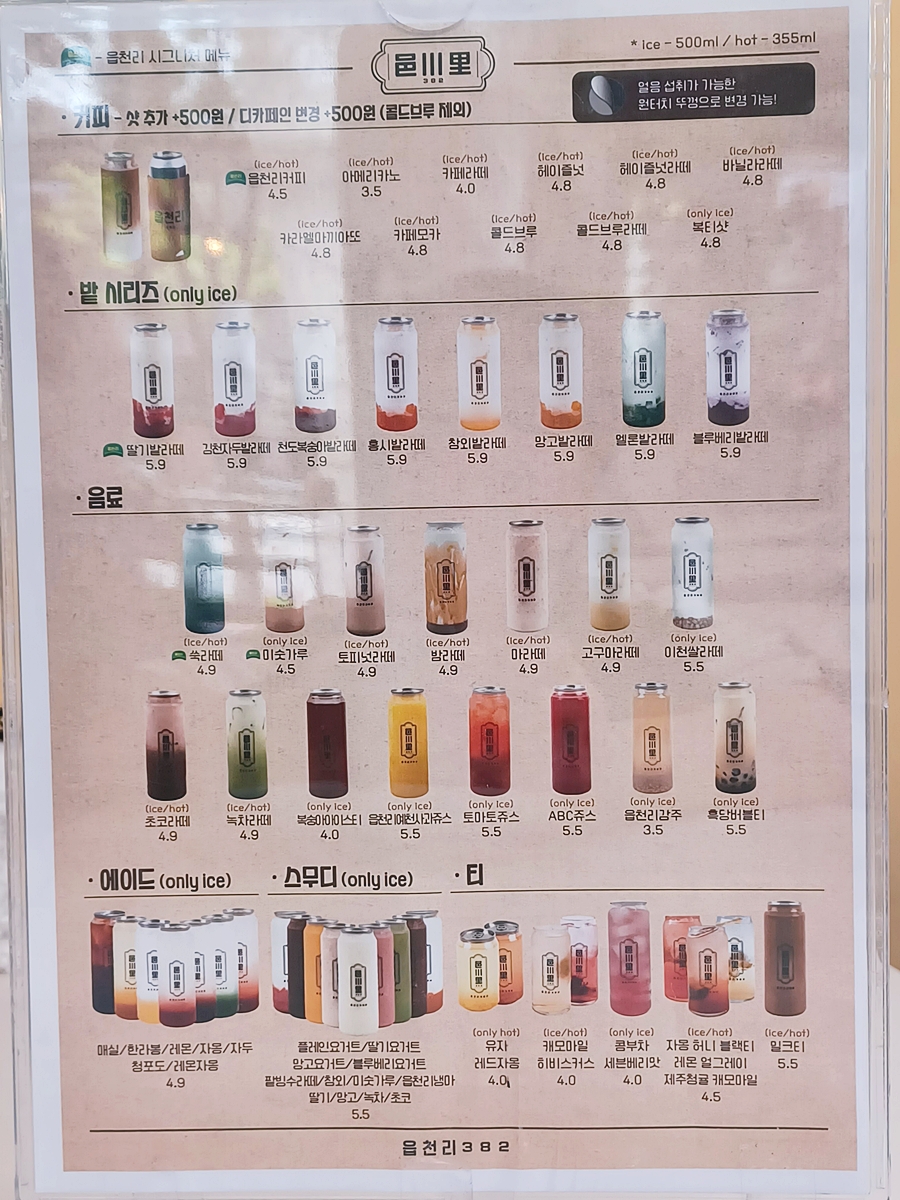 - 읍천리 시그니처 메뉴
邑川里
382
* ice - 500ml / hot - 355ml
얼음 섭취가 가능한
원터치 뚜껑으로 변경 가능!
· 커피 - 샷 추가 +500원 / 디카페인 변경 +500원 (콜드브루 제외)
(ice/hot) (ice/hot) (ice/hot) (ice/hot) (ice/hot) (ice/hot)
읍천리커피 아메리카노 카페라떼 헤이즐넛 헤이즐넛라떼 바닐라라떼
4.5 3.5 4.0 4.8 4.8 4.8
(ice/hot) (ice/hot) (ice/hot) (ice/hot) (only ice)
카라멜마끼아또 카페모카 콜드브루 콜드브루라떼 복티샷
4.8 4.8 4.8 4.8 4.8
· 밭 시리즈 (only ice)
딸기밭라떼 김천자두밭라떼 천도복숭아밭라떼 홍시밭라떼 참외밭라떼 망고밭라떼 멜론밭라떼 블루베리밭라떼
5.9 5.9 5.9 5.9 5.9 5.9 5.9 5.9
· 음료
(ice/hot) (only ice) (ice/hot) (ice/hot) (ice/hot) (ice/hot) (only ice)
쑥라떼 미숫가루 토피넛라떼 밤라떼 마라떼 고구마라떼 이천쌀라떼
4.9 4.5 4.9 4.9 4.9 4.9 5.5
(ice/hot) (ice/hot) (only ice) (only ice) (only ice) (only ice) (only ice) (only ice)
초코라떼 녹차라떼 복숭아아이스티 읍천리예천사과쥬스 토마토쥬스 ABC쥬스 읍천리감주 흑당버블티
4.9 4.9 4.0 5.5 5.5 5.5 3.5 5.5
· 에이드 (only ice) · 스무디 (only ice) · 티
매실/한라봉/레몬/자몽/자두
청포도/레몬자몽
4.9
플레인요거트/딸기요거트
망고요거트/블루베리요거트
팥빙수라떼/참외/미숫가루/읍천리냉마
딸기/망고/녹차/초코
5.5
(only hot)
유자
레드자몽
4.0
(ice/hot)
캐모마일
히비스커스
4.0
(only ice)
콤부차
세븐베리맛
4.0
(ice/hot)
자몽 허니 블랙티
레몬 얼그레이
제주청귤 캐모마일
4.5
(ice/hot)
밀크티
5.5
읍천리382